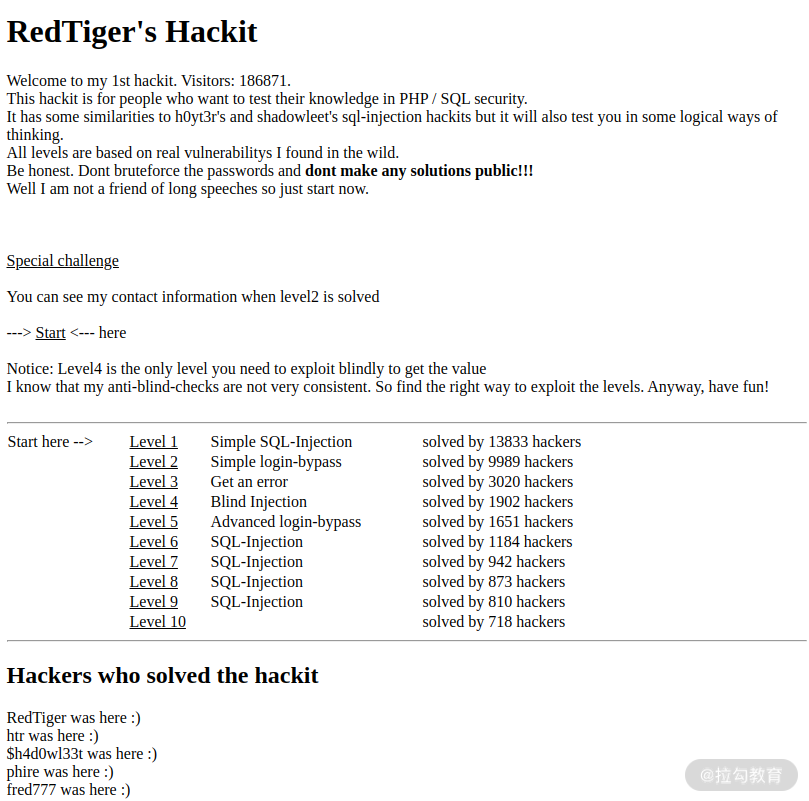 RedTiger's Hackit
Welcome to my 1st hackit. Visitors: 186871.
This hackit is for people who want to test their knowledge in PHP / SQL security.
It has some similarities to h0yt3r's and shadowleet's sql-injection hackits but it will also test you in some logical ways of
thinking.
All levels are based on real vulnerabilitys I found in the wild.
Be honest. Dont bruteforce the passwords and dont make any solutions public!!!
Well I am not a friend of long speeches so just start now.
Special challenge
You can see my contact information when level2 is solved
---> Start <--- here
Notice: Level4 is the only level you need to exploit blindly to get the value
I know that my anti-blind-checks are not very consistent. So find the right way to exploit the levels. Anyway, have fun!
Start here --> Level 1 Simple SQL-Injection solved by 13833 hackers
Level 2 Simple login-bypass solved by 9989 hackers
Level 3 Get an error solved by 3020 hackers
Level 4 Blind Injection solved by 1902 hackers
Level 5 Advanced login-bypass solved by 1651 hackers
Level 6 SQL-Injection solved by 1184 hackers
Level 7 SQL-Injection solved by 942 hackers
Level 8 SQL-Injection solved by 873 hackers
Level 9 SQL-Injection solved by 810 hackers
Level 10 solved by 718 hackers
Hackers who solved the hackit
RedTiger was here :)
htr was here :)
$h4d0wl33t was here :)
phire was here :)
fred777 was here :)
@拉勾教育